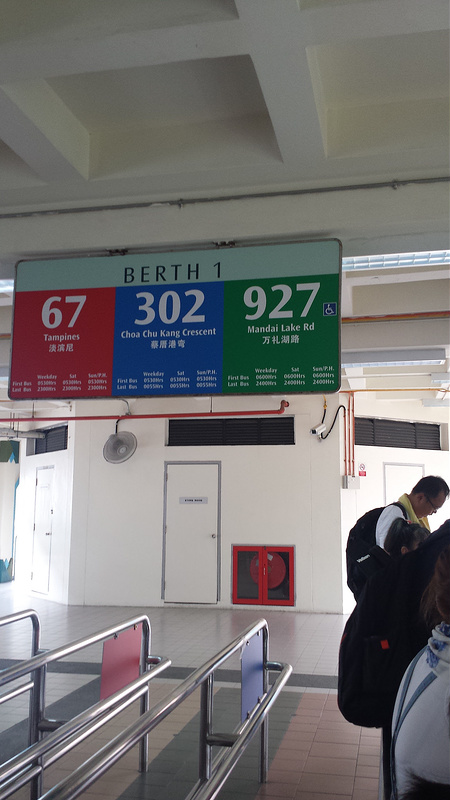 BERTH 1
67
Tampines
淡滨尼
Weekday Sat Sun/P.H.
First Bus 0530Hrs 0530Hrs 0530Hrs
Last Bus 2300Hrs 2300Hrs 2300Hrs
302
Choa Chu Kang Crescent
蔡厝港弯
Weekday Sat Sun/P.H.
First Bus 0530Hrs 0530Hrs 0530Hrs
Last Bus 0055Hrs 0055Hrs 0055Hrs
927
Mandai Lake Rd
万礼湖路
Weekday Sat Sun/P.H.
First Bus 0600Hrs 0600Hrs 0600Hrs
Last Bus 2400Hrs 2400Hrs 2400Hrs